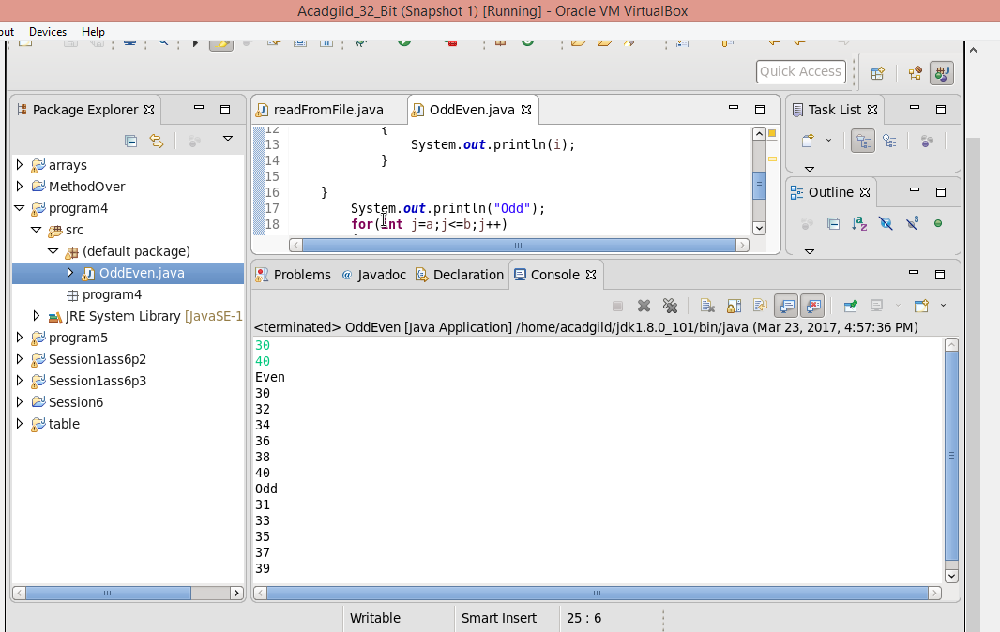 Acadgild_32_Bit (Snapshot 1) [Running] - Oracle VM VirtualBox
Devices Help
Quick Access
Package Explorer
arrays
MethodOver
program4
src
(default package)
OddEven.java
program4
JRE System Library [JavaSE-1
program5
Session1ass6p2
Session1ass6p3
Session6
table
readFromFile.java OddEven.java
12 {
13 System.out.println(i);
14 }
15
16 }
17 System.out.println("Odd");
18 for(int j=a;j<=b;j++)
Task List
Outline
Problems @ Javadoc Declaration Console
<terminated> OddEven [Java Application] /home/acadgild/jdk1.8.0_101/bin/java (Mar 23, 2017, 4:57:36 PM)
30
40
Even
30
32
34
36
38
40
Odd
31
33
35
37
39
Writable Smart Insert 25 : 6